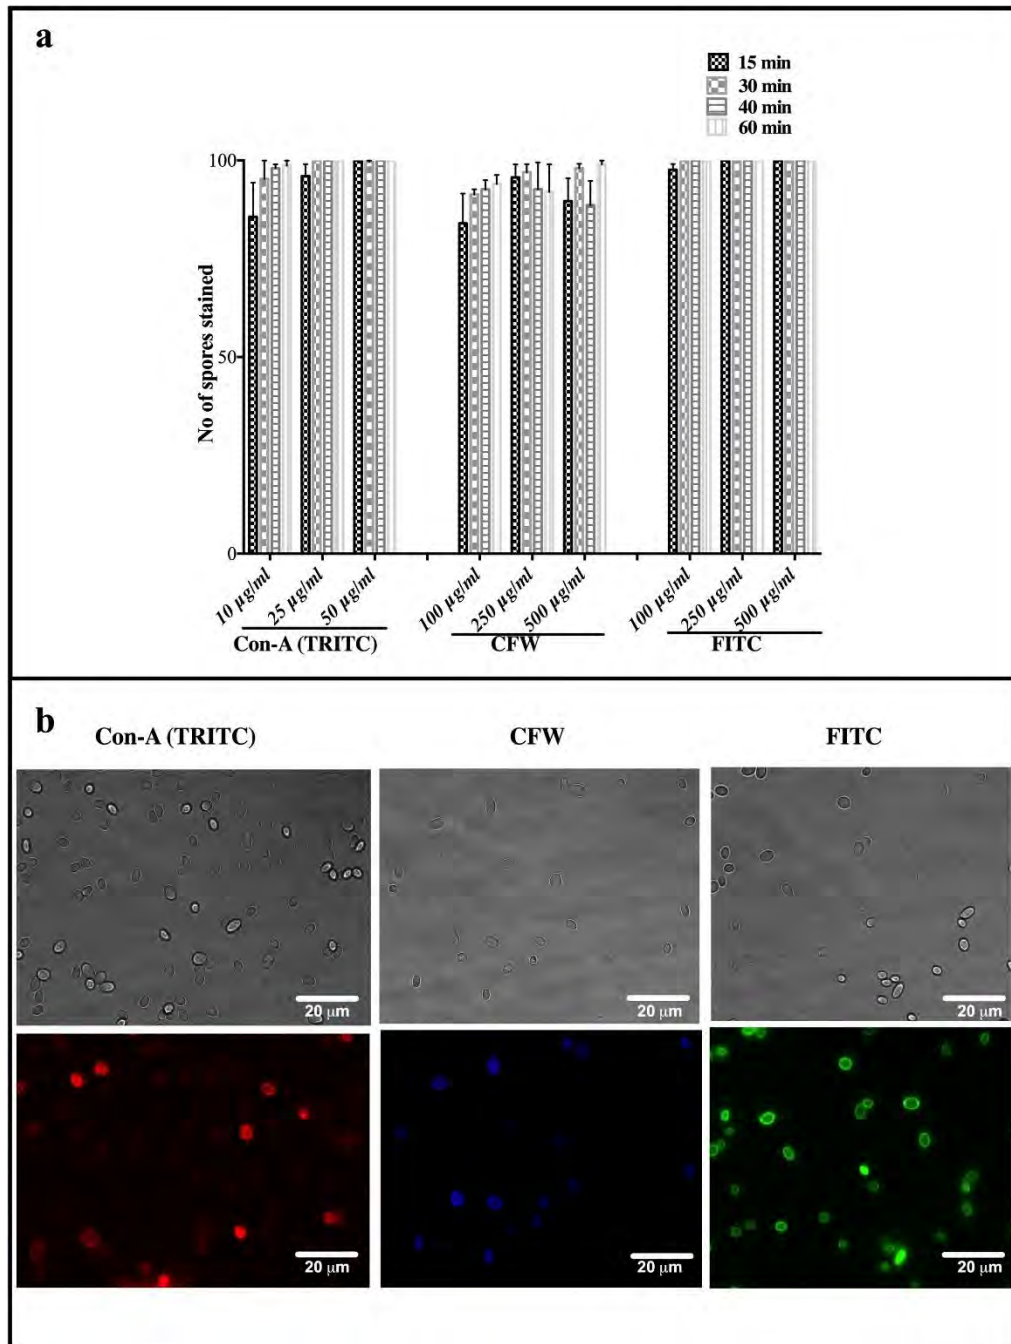 a
15 min
30 min
40 min
60 min
100
50
0
No of spores stained
10 µg/ml
25 µg/ml
50 µg/ml
100 µg/ml
250 µg/ml
500 µg/ml
100 µg/ml
250 µg/ml
500 µg/ml
Con-A (TRITC)
CFW
FITC
b
Con-A (TRITC)
CFW
FITC
20 µm
20 µm
20 µm
20 µm
20 µm
20 µm